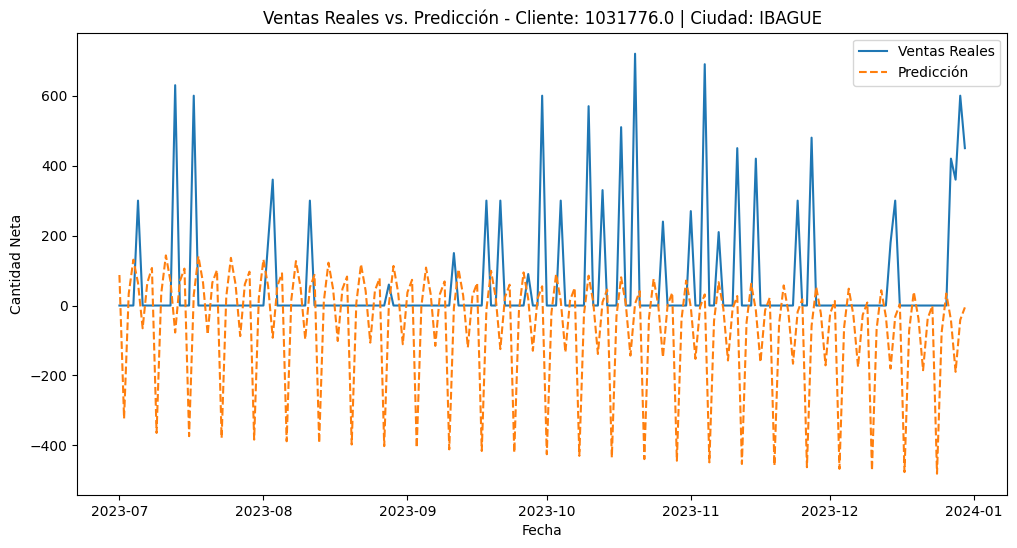 Ventas Reales vs. Predicción - Cliente: 1031776.0 | Ciudad: IBAGUE
Ventas Reales
Predicción
Cantidad Neta
600
400
200
0
−200
−400
2023-07
2023-08
2023-09
2023-10
2023-11
2023-12
2024-01
Fecha